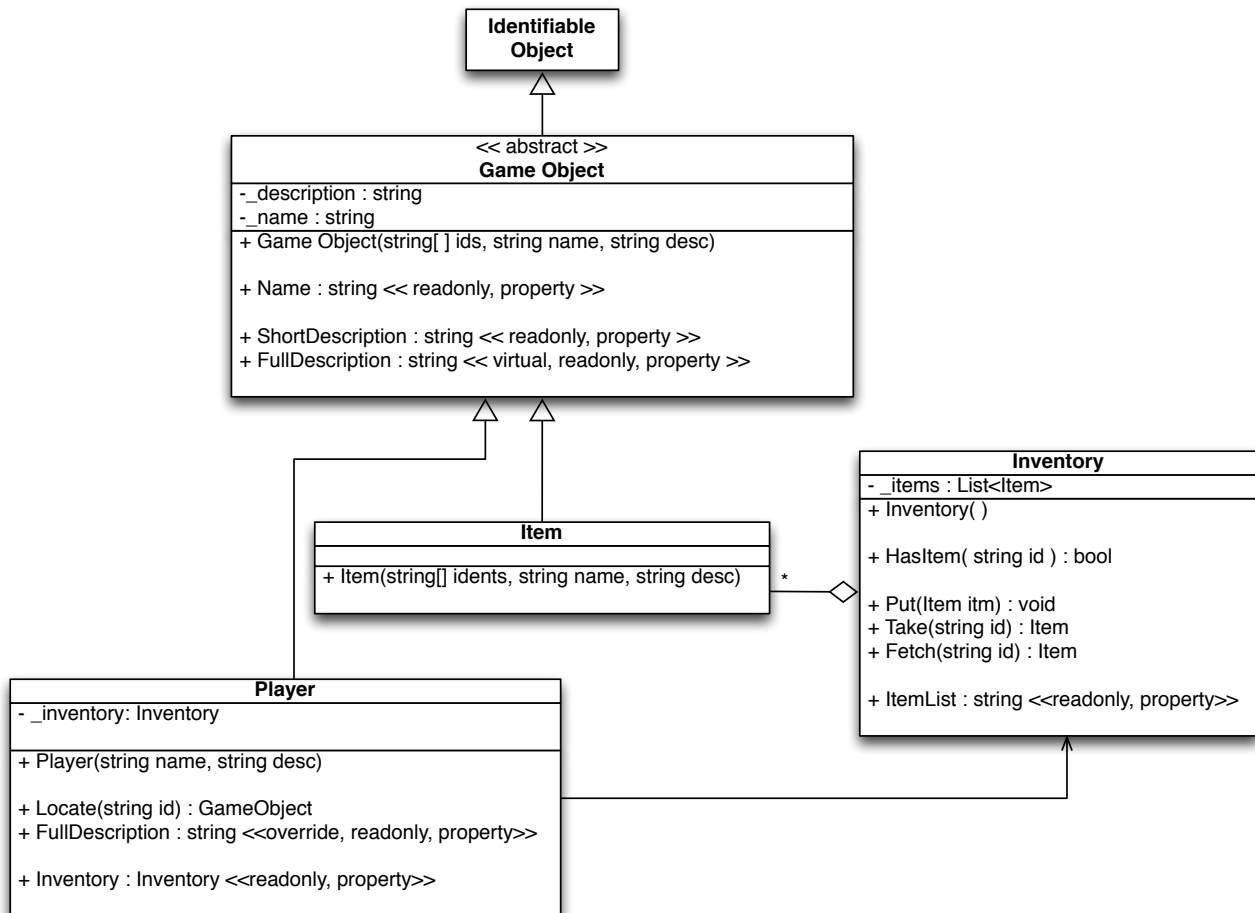 Identifiable
Object
<< abstract >>
Game Object
-_description : string
-_name : string
+ Game Object(string[ ] ids, string name, string desc)
+ Name : string << readonly, property >>
+ ShortDescription : string << readonly, property >>
+ FullDescription : string << virtual, readonly, property >>
Inventory
- _items : List<Item>
+ Inventory( )
+ HasItem( string id ) : bool
+ Put(Item itm) : void
+ Take(string id) : Item
+ Fetch(string id) : Item
+ ItemList : string <<readonly, property>>
Item
+ Item(string[] idents, string name, string desc)
*
Player
- _inventory: Inventory
+ Player(string name, string desc)
+ Locate(string id) : GameObject
+ FullDescription : string <<override, readonly, property>>
+ Inventory : Inventory <<readonly, property>>